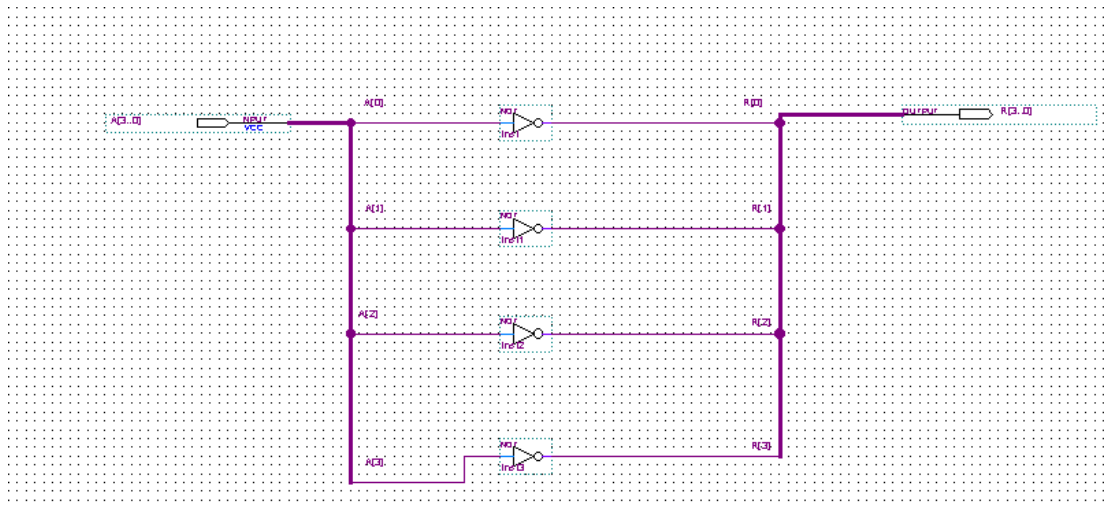 A[0]
R[0]
A[3..0]
INPUT
VCC
NOT
inst
OUTPUT
R[3..0]
A[1]
NOT
R[1]
inst1
A[2]
NOT
R[2]
inst2
NOT
R[3]
A[3]
inst3